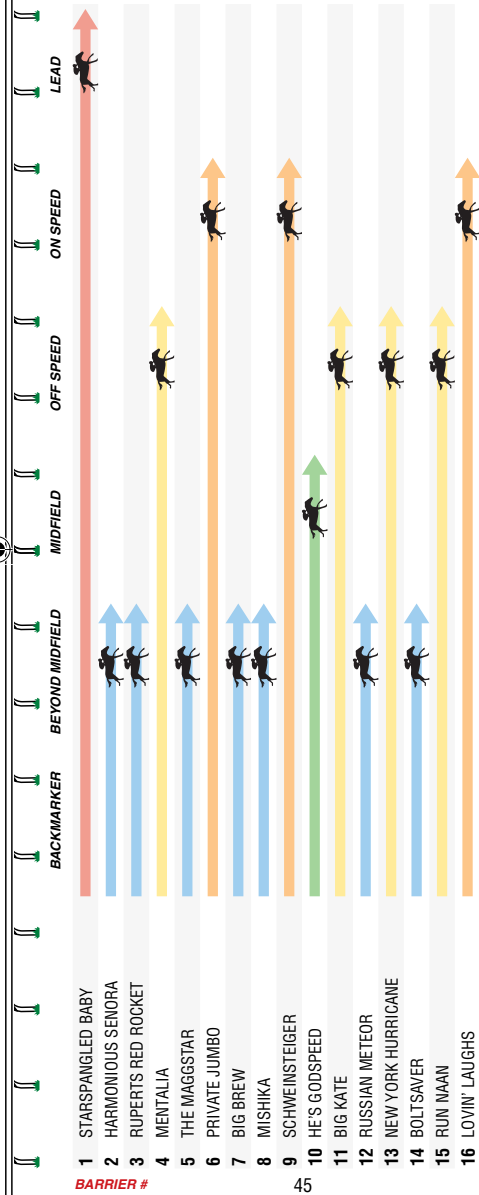 LEAD
ON SPEED
OFF SPEED
MIDFIELD
BEYOND MIDFIELD
BACKMARKER
1 STARSPANGLED BABY
2 HARMONIOUS SENORA
3 RUPERTS RED ROCKET
4 MENTALIA
5 THE MAGGSTAR
6 PRIVATE JUMBO
7 BIG BREW
8 MISHIKA
9 SCHWEINSTEIGER
10 HE'S GODSPEED
11 BIG KATE
12 RUSSIAN METEOR
13 NEW YORK HURRICANE
14 BOLTSAVER
15 RUN NAAN
16 LOVIN' LAUGHS
BARRIER #
45